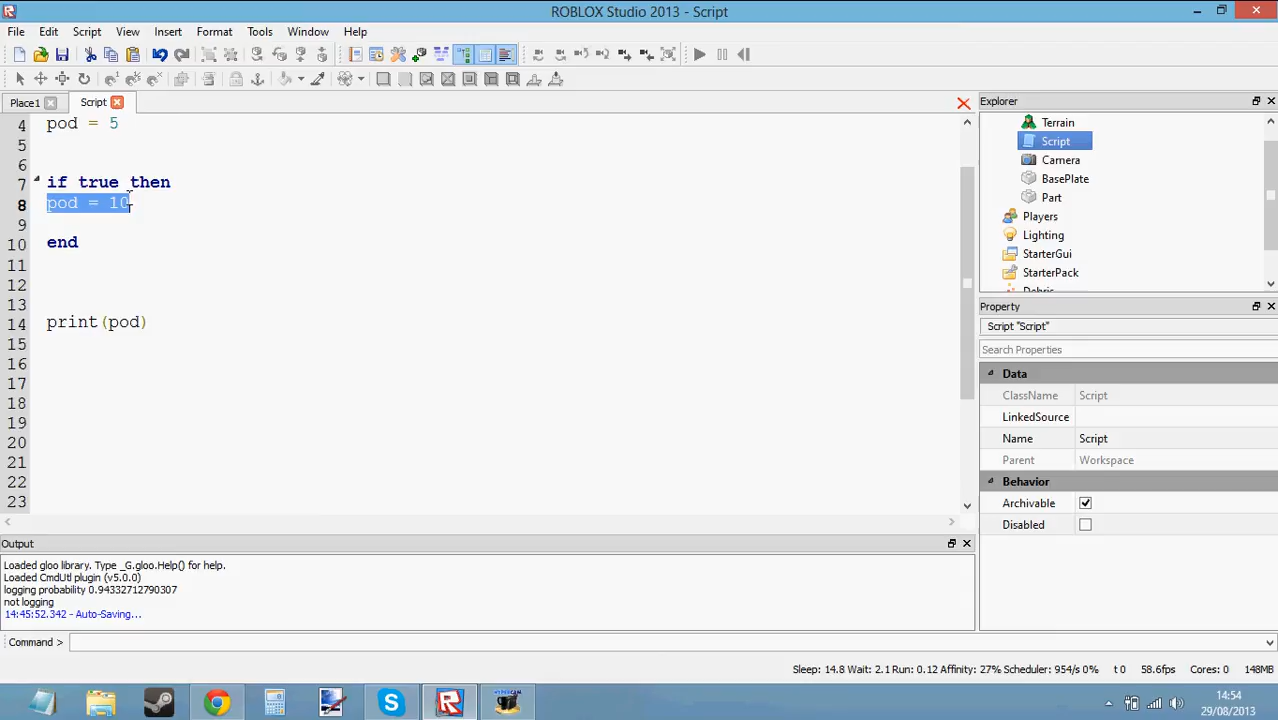 ROBLOX Studio 2013 - Script
File Edit Script View Insert Format Tools Window Help
Place1 Script
4 pod = 5
5
6
7 if true then
8 pod = 10
9
10 end
11
12
13
14 print(pod)
15
16
17
18
19
20
21
22
23
Explorer
Terrain
Script
Camera
BasePlate
Part
Players
Lighting
StarterGui
StarterPack
Debris
Property
Script "Script"
Search Properties
Data
ClassName Script
LinkedSource
Name Script
Parent Workspace
Behavior
Archivable
Disabled
Output
Loaded gloo library. Type _G.gloo.Help() for help.
Loaded CmdUtl plugin (v5.0.0)
logging probability 0.94332712790307
not logging
14:45:52.342 - Auto-Saving...
Command >
Sleep: 14.8 Wait: 2.1 Run: 0.12 Affinity: 27% Scheduler: 954/s 0% t 0 58.6fps Cores: 0 148MB
14:54
29/08/2013